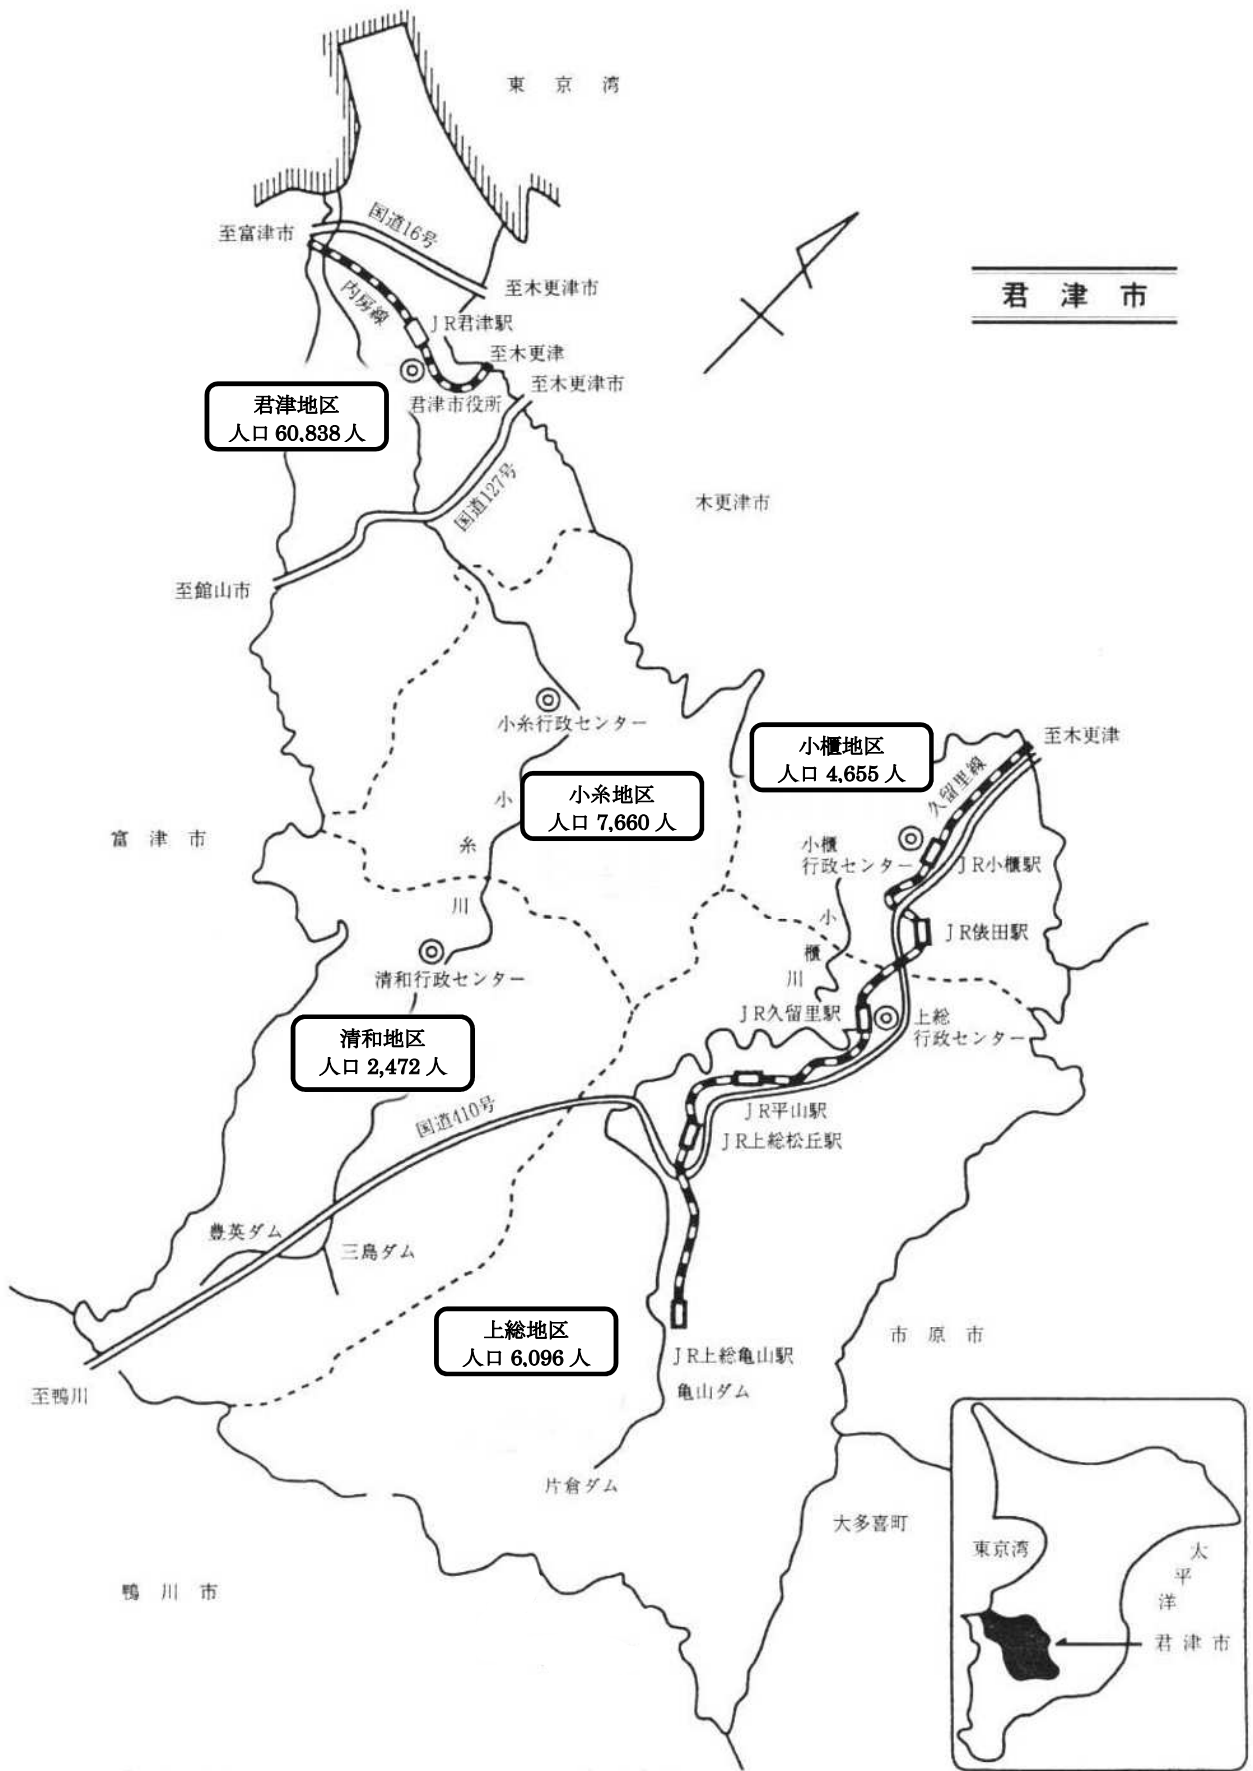 東京湾
国道16号
至富津市
至木更津市
君津市
内房線
JR君津駅
至木更津
至木更津市
君津市役所
君津地区
人口 60,838 人
国道127号
木更津市
至館山市
小糸行政センター
小櫃地区
人口 4,655 人
至木更津
久留里線
小糸地区
人口 7,660 人
小糸川
富津市
小櫃
行政センター
JR小櫃駅
小櫃川
JR俵田駅
清和行政センター
JR久留里駅
上総
行政センター
清和地区
人口 2,472 人
国道410号
JR平山駅
JR上総松丘駅
豊英ダム
三島ダム
上総地区
人口 6,096 人
市原市
JR上総亀山駅
亀山ダム
至鴨川
片倉ダム
大多喜町
鴨川市
東京湾
太平洋
君津市